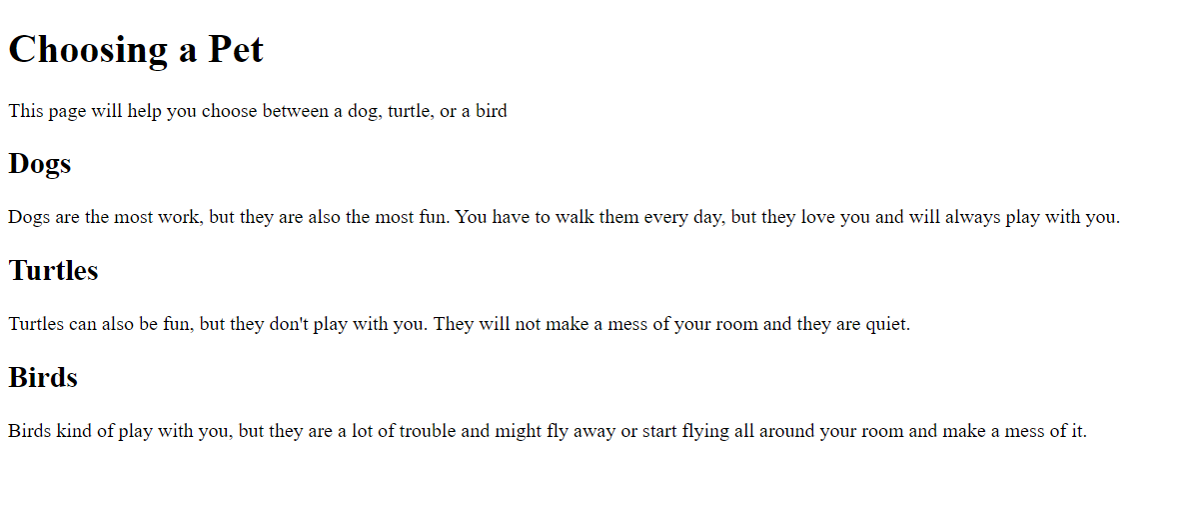 Choosing a Pet
This page will help you choose between a dog, turtle, or a bird
Dogs
Dogs are the most work, but they are also the most fun. You have to walk them every day, but they love you and will always play with you.
Turtles
Turtles can also be fun, but they don't play with you. They will not make a mess of your room and they are quiet.
Birds
Birds kind of play with you, but they are a lot of trouble and might fly away or start flying all around your room and make a mess of it.